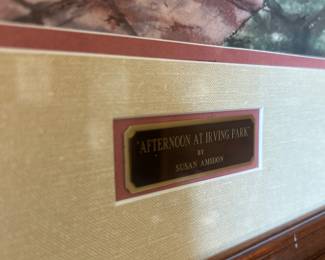 "AFTERNOON AT IRVING PARK"
BY
SUSAN AMIDON